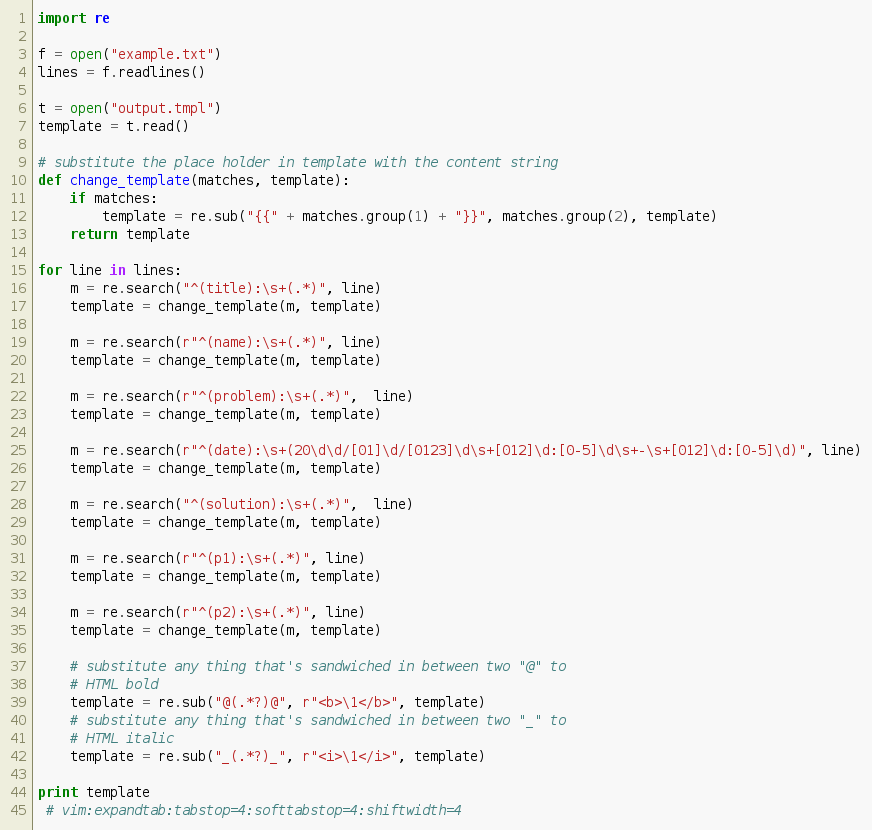 1 import re
2
3 f = open("example.txt")
4 lines = f.readlines()
5
6 t = open("output.tmpl")
7 template = t.read()
8
9 # substitute the place holder in template with the content string
10 def change_template(matches, template):
11     if matches:
12         template = re.sub("{{" + matches.group(1) + "}}", matches.group(2), template)
13     return template
14
15 for line in lines:
16     m = re.search("^(title):\s+(.*)", line)
17     template = change_template(m, template)
18
19     m = re.search(r"^(name):\s+(.*)", line)
20     template = change_template(m, template)
21
22     m = re.search(r"^(problem):\s+(.*)",  line)
23     template = change_template(m, template)
24
25     m = re.search(r"^(date):\s+(20\d\d/[01]\d/[0123]\d\s+[012]\d:[0-5]\d\s+-\s+[012]\d:[0-5]\d)", line)
26     template = change_template(m, template)
27
28     m = re.search("^(solution):\s+(.*)",  line)
29     template = change_template(m, template)
30
31     m = re.search(r"^(p1):\s+(.*)", line)
32     template = change_template(m, template)
33
34     m = re.search(r"^(p2):\s+(.*)", line)
35     template = change_template(m, template)
36
37     # substitute any thing that's sandwiched in between two "@" to
38     # HTML bold
39     template = re.sub("@(.*?)@", r"<b>\1</b>", template)
40     # substitute any thing that's sandwiched in between two "_" to
41     # HTML italic
42     template = re.sub("_(.*?)_", r"<i>\1</i>", template)
43
44 print template
45  # vim:expandtab:tabstop=4:softtabstop=4:shiftwidth=4